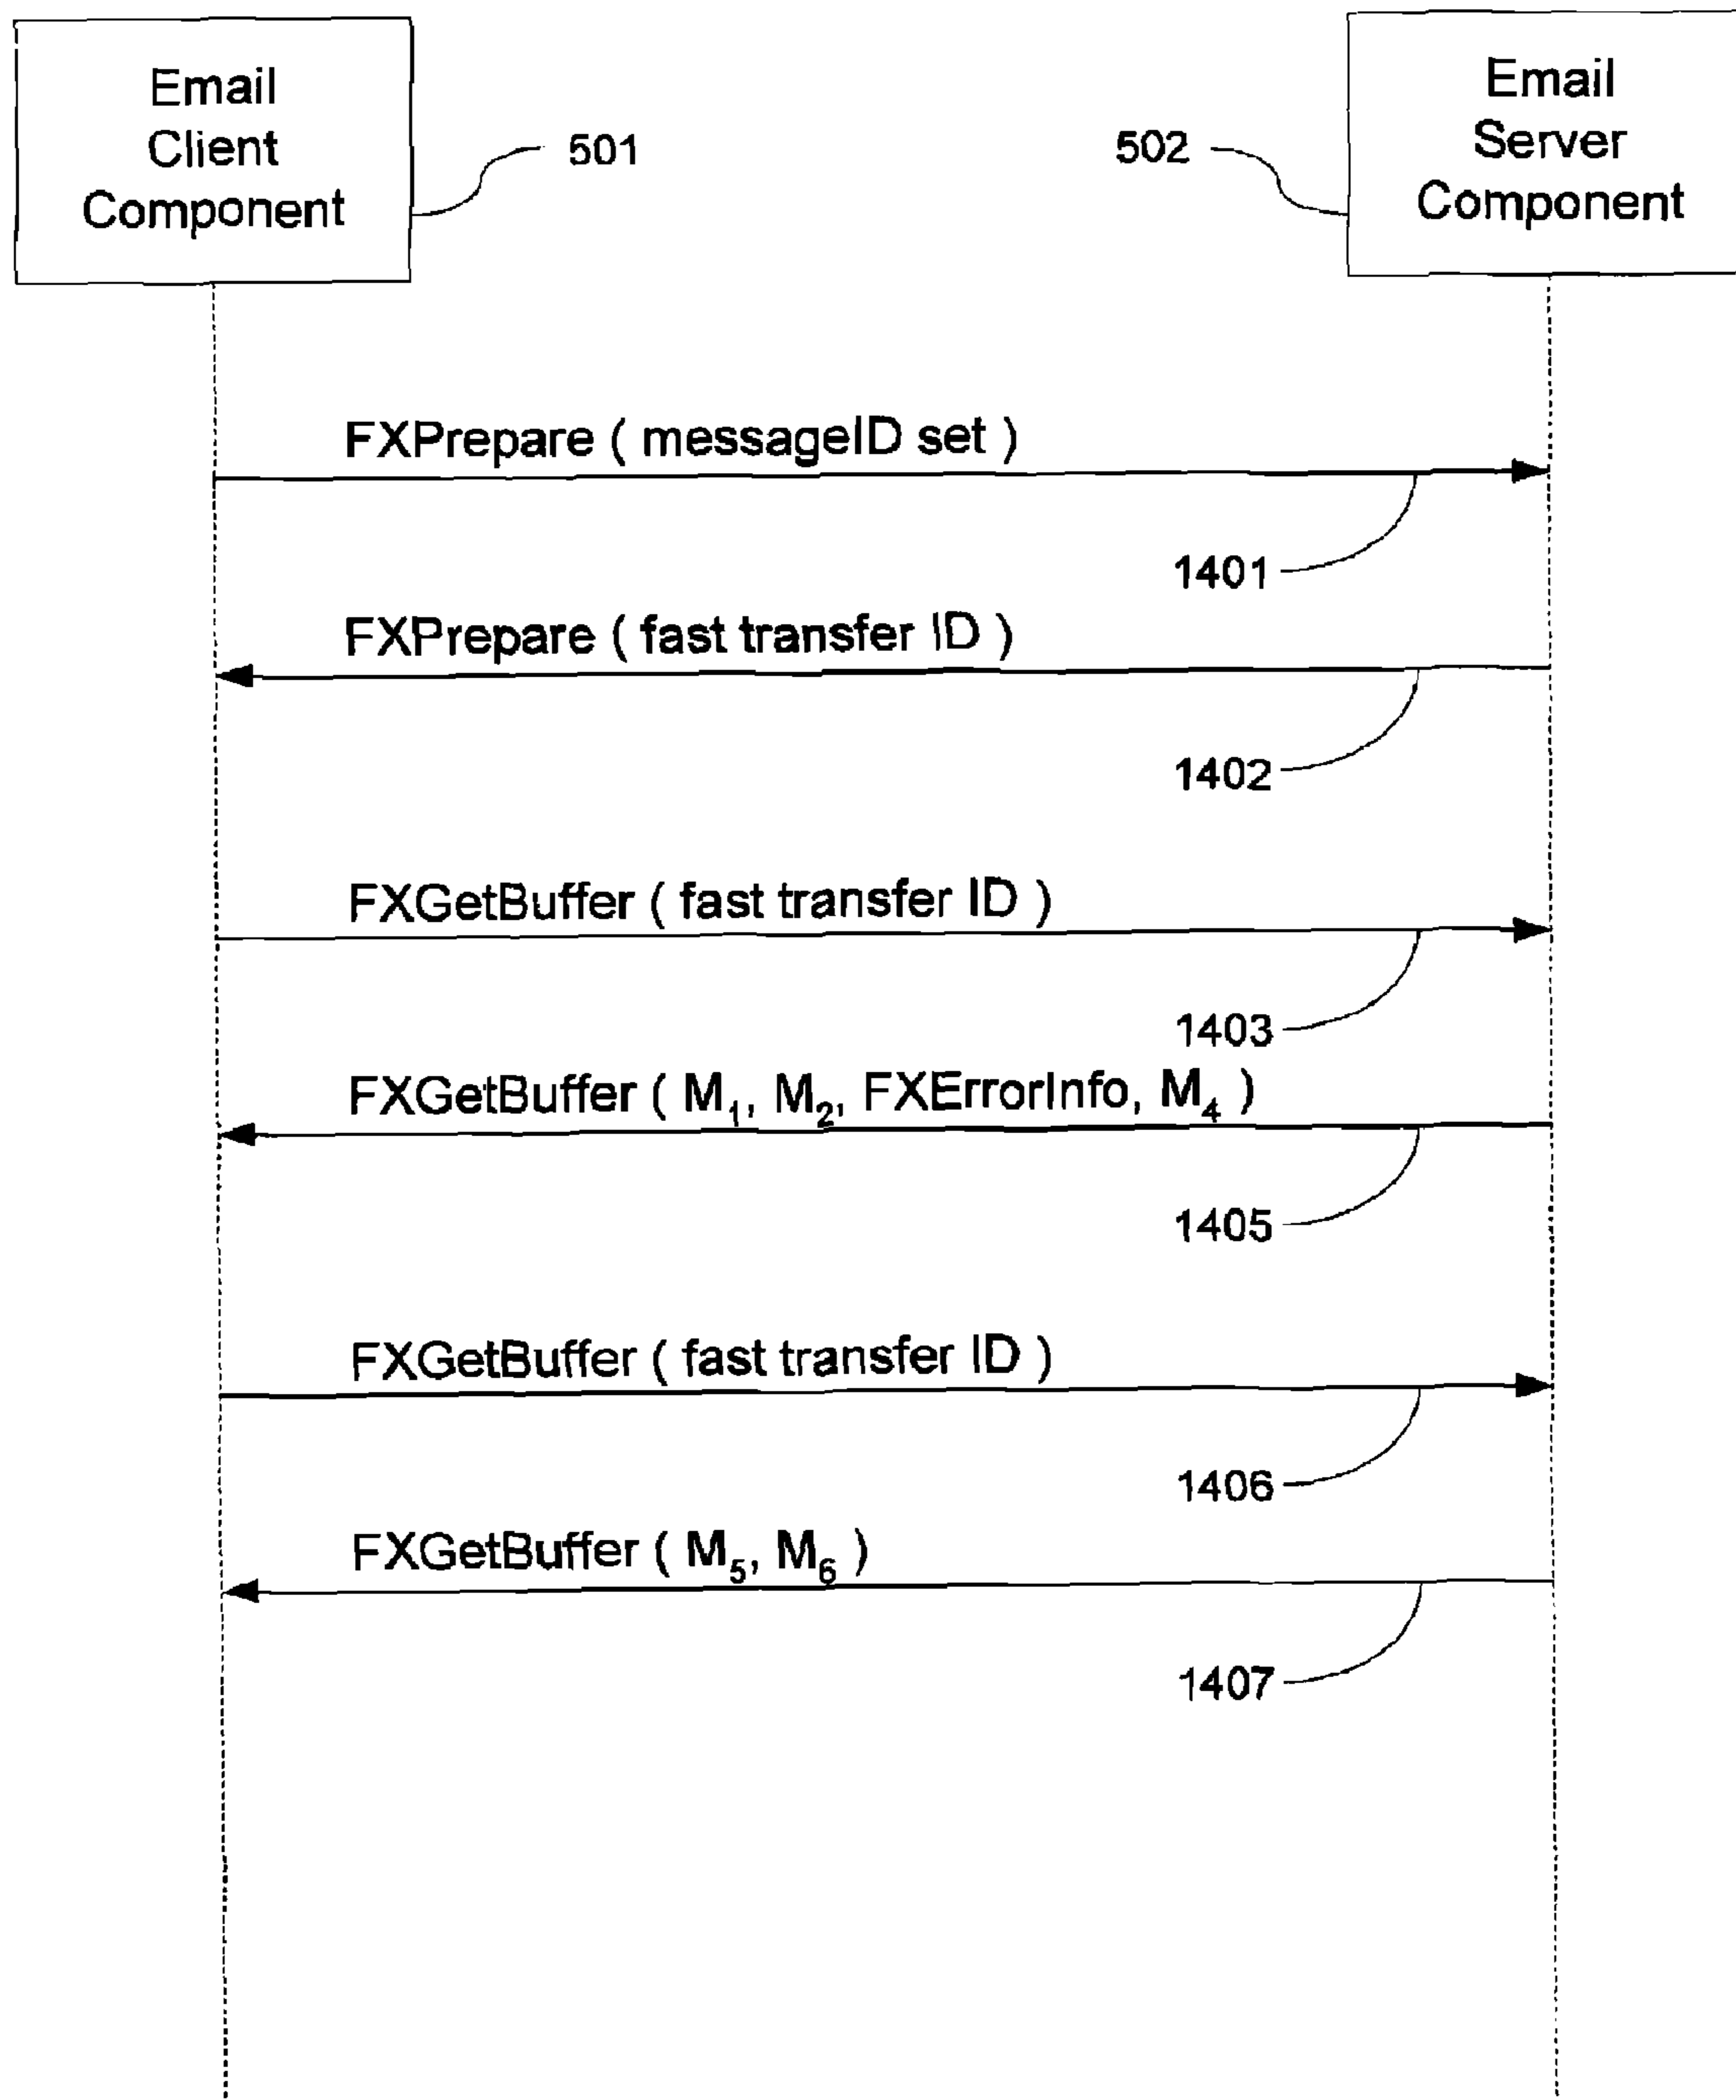 Email
Client
Component
501
Email
Server
Component
502
FXPrepare ( messageID set )
1401
FXPrepare ( fast transfer ID )
1402
FXGetBuffer ( fast transfer ID )
1403
FXGetBuffer ( M₁, M₂, FXErrorInfo, M₄ )
1405
FXGetBuffer ( fast transfer ID )
1406
FXGetBuffer ( M₅, M₆ )
1407